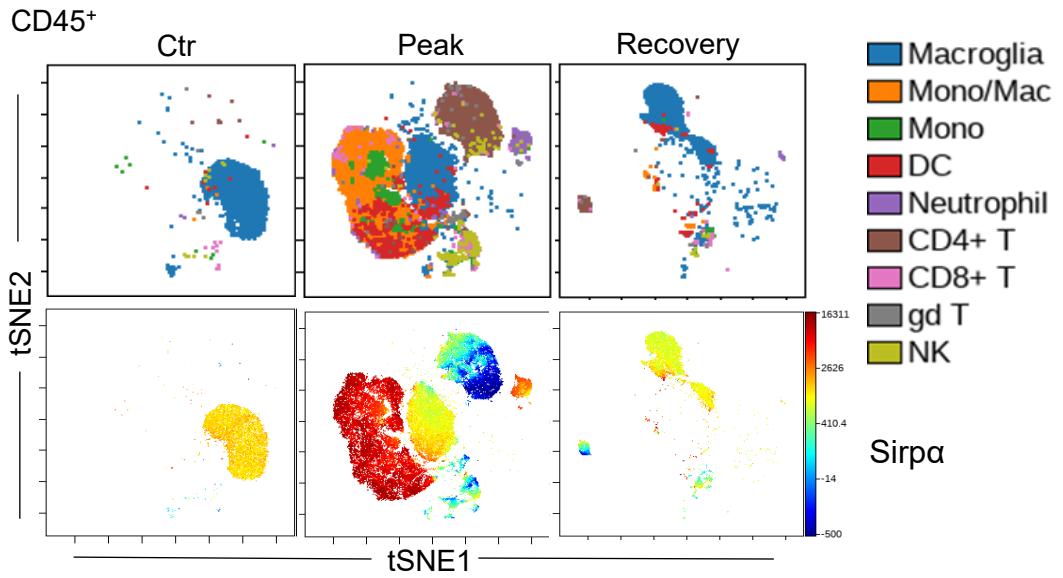 CD45⁺
Ctr
Peak
Recovery
Macroglia
Mono/Mac
Mono
DC
Neutrophil
CD4+ T
CD8+ T
gd T
NK
tSNE2
16311
2626
410.4
-14
-500
Sirpα
tSNE1